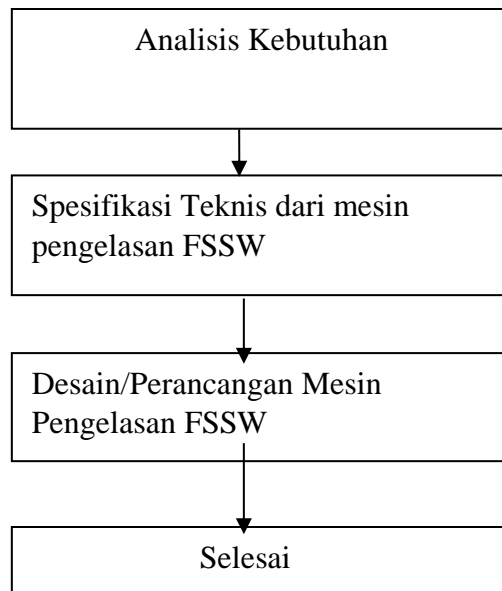 Analisis Kebutuhan
Spesifikasi Teknis dari mesin
pengelasan FSSW
Desain/Perancangan Mesin
Pengelasan FSSW
Selesai